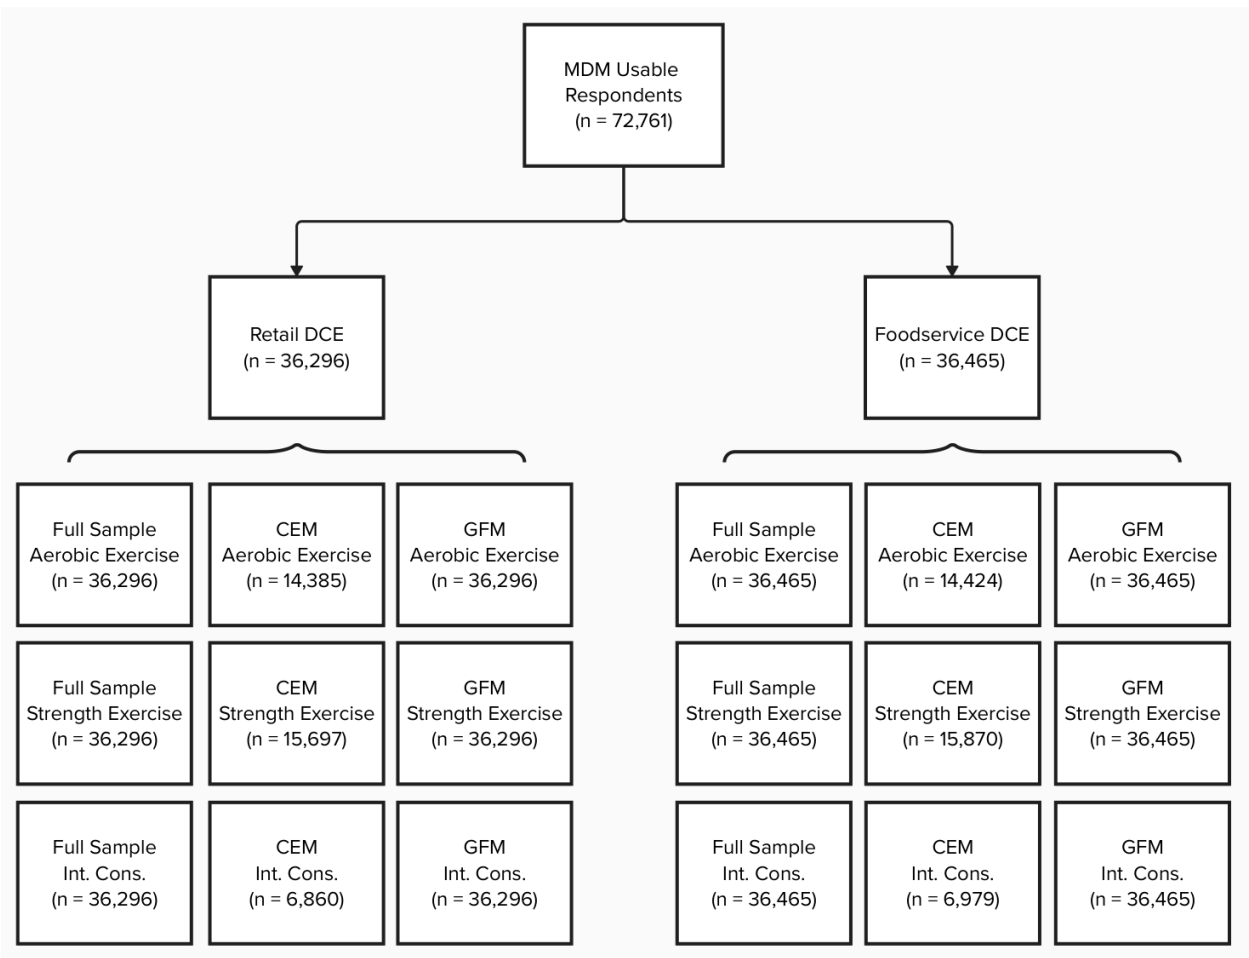 MDM Usable
Respondents
(n = 72,761)
Retail DCE
(n = 36,296)
Foodservice DCE
(n = 36,465)
Full Sample
Aerobic Exercise
(n = 36,296)
CEM
Aerobic Exercise
(n = 14,385)
GFM
Aerobic Exercise
(n = 36,296)
Full Sample
Aerobic Exercise
(n = 36,465)
CEM
Aerobic Exercise
(n = 14,424)
GFM
Aerobic Exercise
(n = 36,465)
Full Sample
Strength Exercise
(n = 36,296)
CEM
Strength Exercise
(n = 15,697)
GFM
Strength Exercise
(n = 36,296)
Full Sample
Strength Exercise
(n = 36,465)
CEM
Strength Exercise
(n = 15,870)
GFM
Strength Exercise
(n = 36,465)
Full Sample
Int. Cons.
(n = 36,296)
CEM
Int. Cons.
(n = 6,860)
GFM
Int. Cons.
(n = 36,296)
Full Sample
Int. Cons.
(n = 36,465)
CEM
Int. Cons.
(n = 6,979)
GFM
Int. Cons.
(n = 36,465)